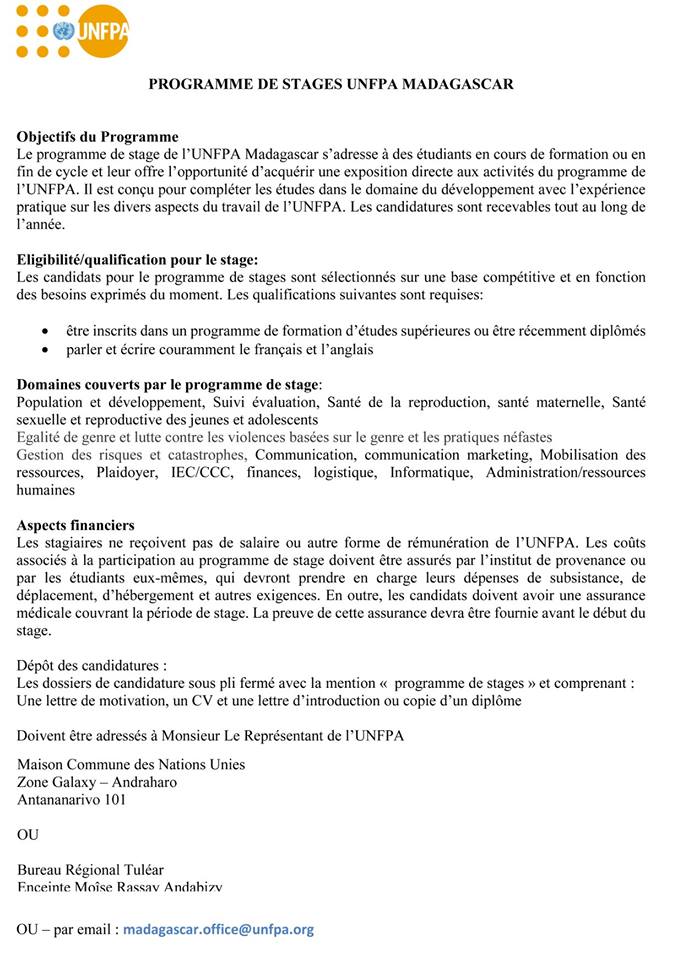 UNFPA
PROGRAMME DE STAGES UNFPA MADAGASCAR
Objectifs du Programme
Le programme de stage de l’UNFPA Madagascar s’adresse à des étudiants en cours de formation ou en
fin de cycle et leur offre l’opportunité d’acquérir une exposition directe aux activités du programme de
l’UNFPA. Il est conçu pour compléter les études dans le domaine du développement avec l’expérience
pratique sur les divers aspects du travail de l’UNFPA. Les candidatures sont recevables tout au long de
l’année.
Eligibilité/qualification pour le stage:
Les candidats pour le programme de stages sont sélectionnés sur une base compétitive et en fonction
des besoins exprimés du moment. Les qualifications suivantes sont requises:
• être inscrits dans un programme de formation d’études supérieures ou être récemment diplômés
• parler et écrire couramment le français et l’anglais
Domaines couverts par le programme de stage:
Population et développement, Suivi évaluation, Santé de la reproduction, santé maternelle, Santé
sexuelle et reproductive des jeunes et adolescents
Egalité de genre et lutte contre les violences basées sur le genre et les pratiques néfastes
Gestion des risques et catastrophes, Communication, communication marketing, Mobilisation des
ressources, Plaidoyer, IEC/CCC, finances, logistique, Informatique, Administration/ressources
humaines
Aspects financiers
Les stagiaires ne reçoivent pas de salaire ou autre forme de rémunération de l’UNFPA. Les coûts
associés à la participation au programme de stage doivent être assurés par l’institut de provenance ou
par les étudiants eux-mêmes, qui devront prendre en charge leurs dépenses de subsistance, de
déplacement, d’hébergement et autres exigences. En outre, les candidats doivent avoir une assurance
médicale couvrant la période de stage. La preuve de cette assurance devra être fournie avant le début du
stage.
Dépôt des candidatures :
Les dossiers de candidature sous pli fermé avec la mention « programme de stages » et comprenant :
Une lettre de motivation, un CV et une lettre d’introduction ou copie d’un diplôme
Doivent être adressés à Monsieur Le Représentant de l’UNFPA
Maison Commune des Nations Unies
Zone Galaxy – Andraharo
Antananarivo 101
OU
Bureau Régional Tuléar
Enceinte Moïse Rassay Andabizy
OU – par email : madagascar.office@unfpa.org